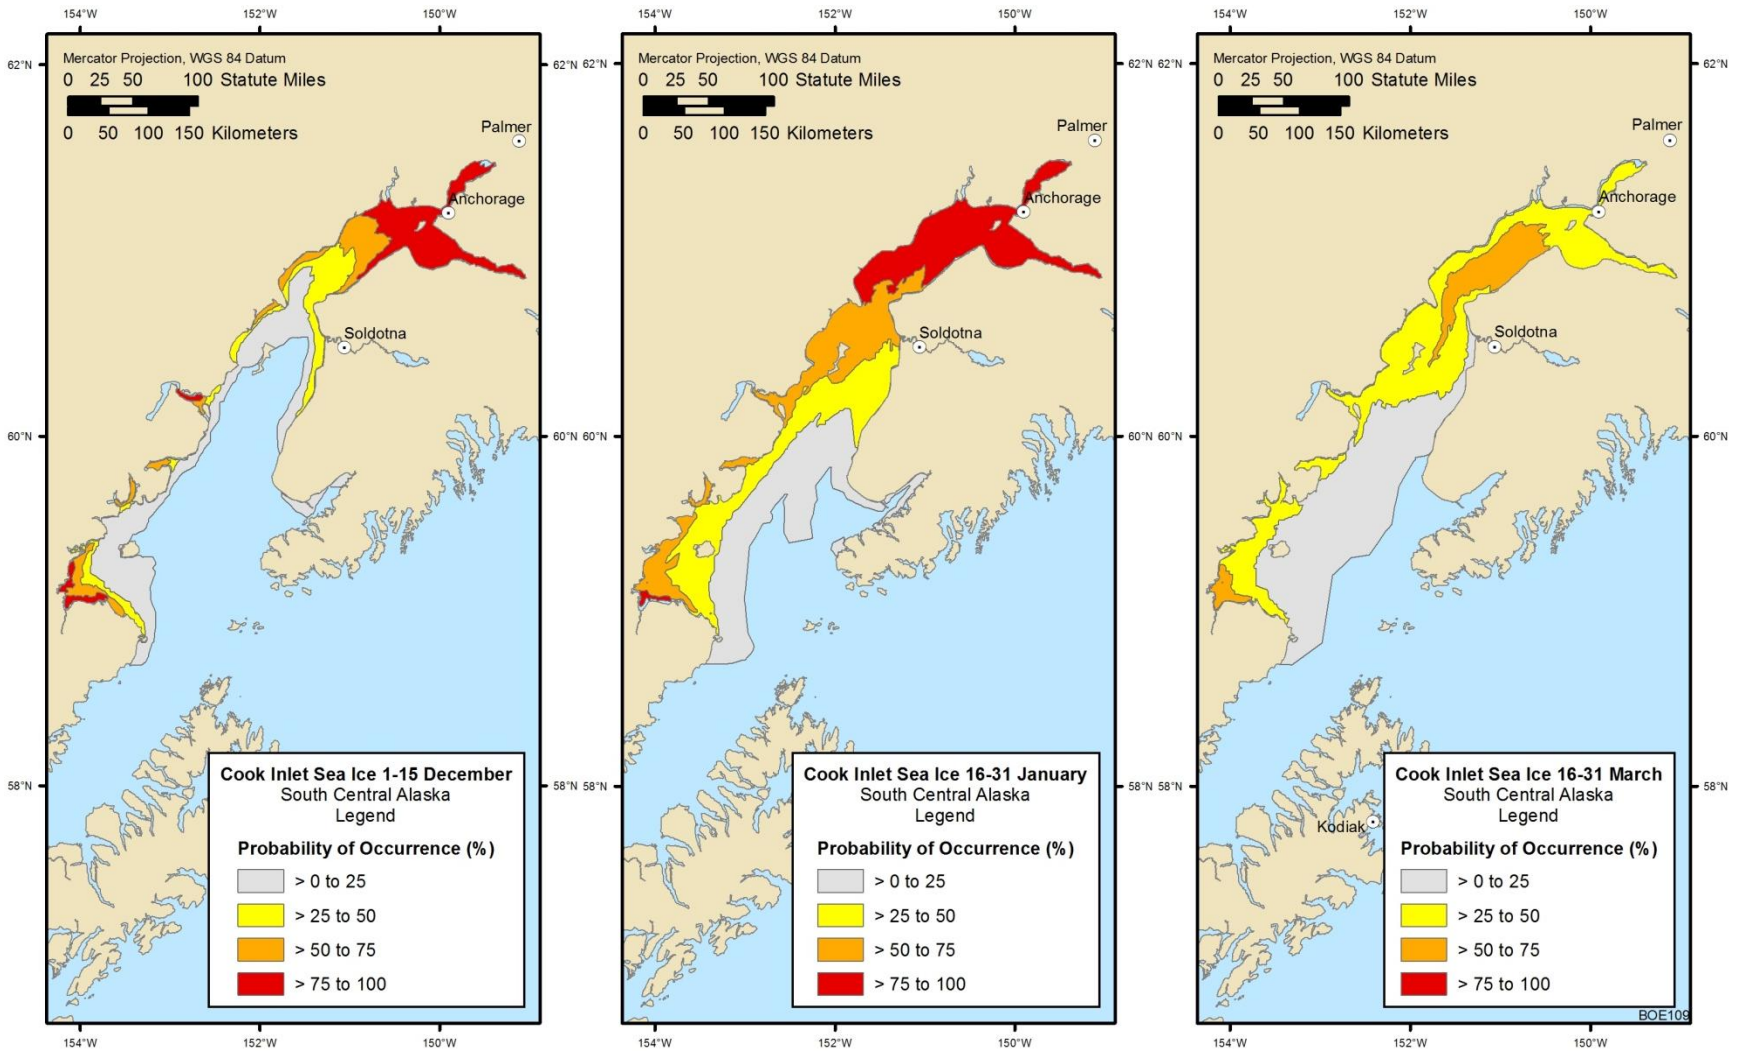 154°W 152°W 150°W
Mercator Projection, WGS 84 Datum
0 25 50 100 Statute Miles
0 50 100 150 Kilometers
62°N
60°N
58°N
Palmer
Anchorage
Soldotna
Cook Inlet Sea Ice 1-15 December
South Central Alaska
Legend
Probability of Occurrence (%)
> 0 to 25
> 25 to 50
> 50 to 75
> 75 to 100
154°W 152°W 150°W
154°W 152°W 150°W
Mercator Projection, WGS 84 Datum
0 25 50 100 Statute Miles
0 50 100 150 Kilometers
62°N 62°N
60°N 60°N
58°N 58°N
Palmer
Anchorage
Soldotna
Cook Inlet Sea Ice 16-31 January
South Central Alaska
Legend
Probability of Occurrence (%)
> 0 to 25
> 25 to 50
> 50 to 75
> 75 to 100
154°W 152°W 150°W
154°W 152°W 150°W
Mercator Projection, WGS 84 Datum
0 25 50 100 Statute Miles
0 50 100 150 Kilometers
62°N 62°N
60°N 60°N
58°N 58°N
Palmer
Anchorage
Soldotna
Kodiak
Cook Inlet Sea Ice 16-31 March
South Central Alaska
Legend
Probability of Occurrence (%)
> 0 to 25
> 25 to 50
> 50 to 75
> 75 to 100
BOE109
154°W 152°W 150°W